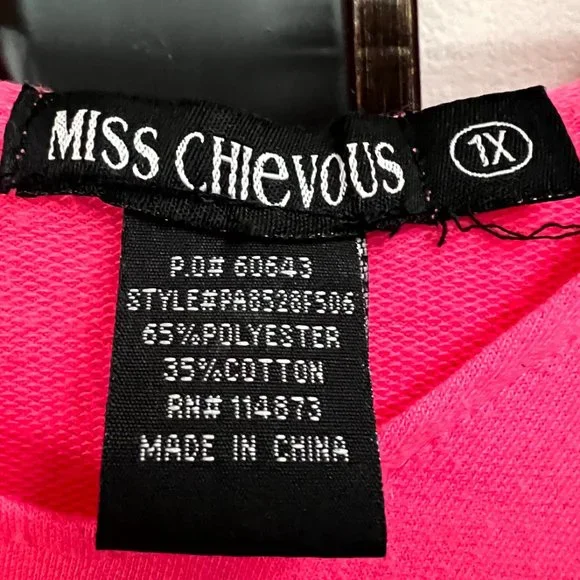 MISS CHIevOUS
1X
P.O# 60643
STYLE#PA8528F506
65%POLYESTER
35%COTTON
RN# 114873
MADE IN CHINA